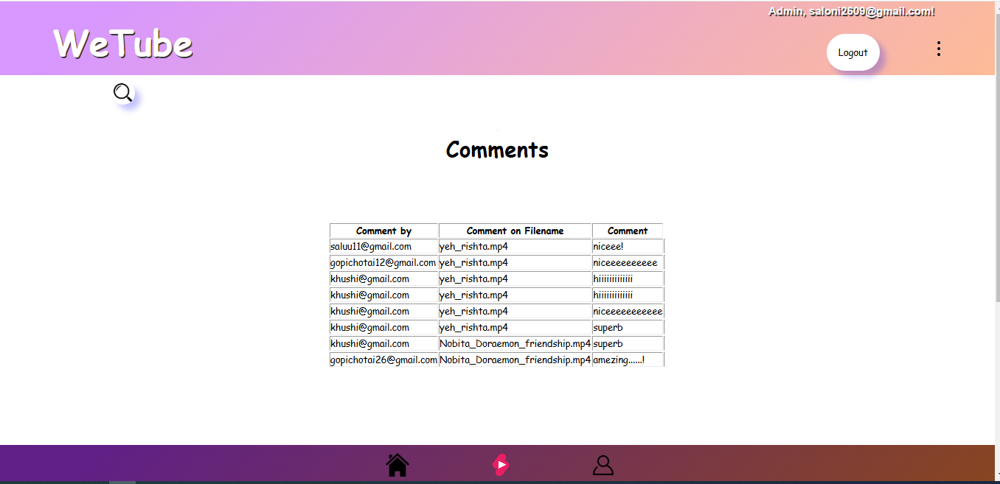 Admin, saloni2609@gmail.com!
WeTube
Logout
Comments
Comment by Comment on Filename Comment
saluu11@gmail.com yeh_rishta.mp4 niceee!
gopichotai12@gmail.com yeh_rishta.mp4 niceeeeeeeeee
khushi@gmail.com yeh_rishta.mp4 hiiiiiiiiiiiii
khushi@gmail.com yeh_rishta.mp4 hiiiiiiiiiiiii
khushi@gmail.com yeh_rishta.mp4 niceeeeeeeeeee
khushi@gmail.com yeh_rishta.mp4 superb
khushi@gmail.com Nobita_Doraemon_friendship.mp4 superb
gopichotai26@gmail.com Nobita_Doraemon_friendship.mp4 amezing......!